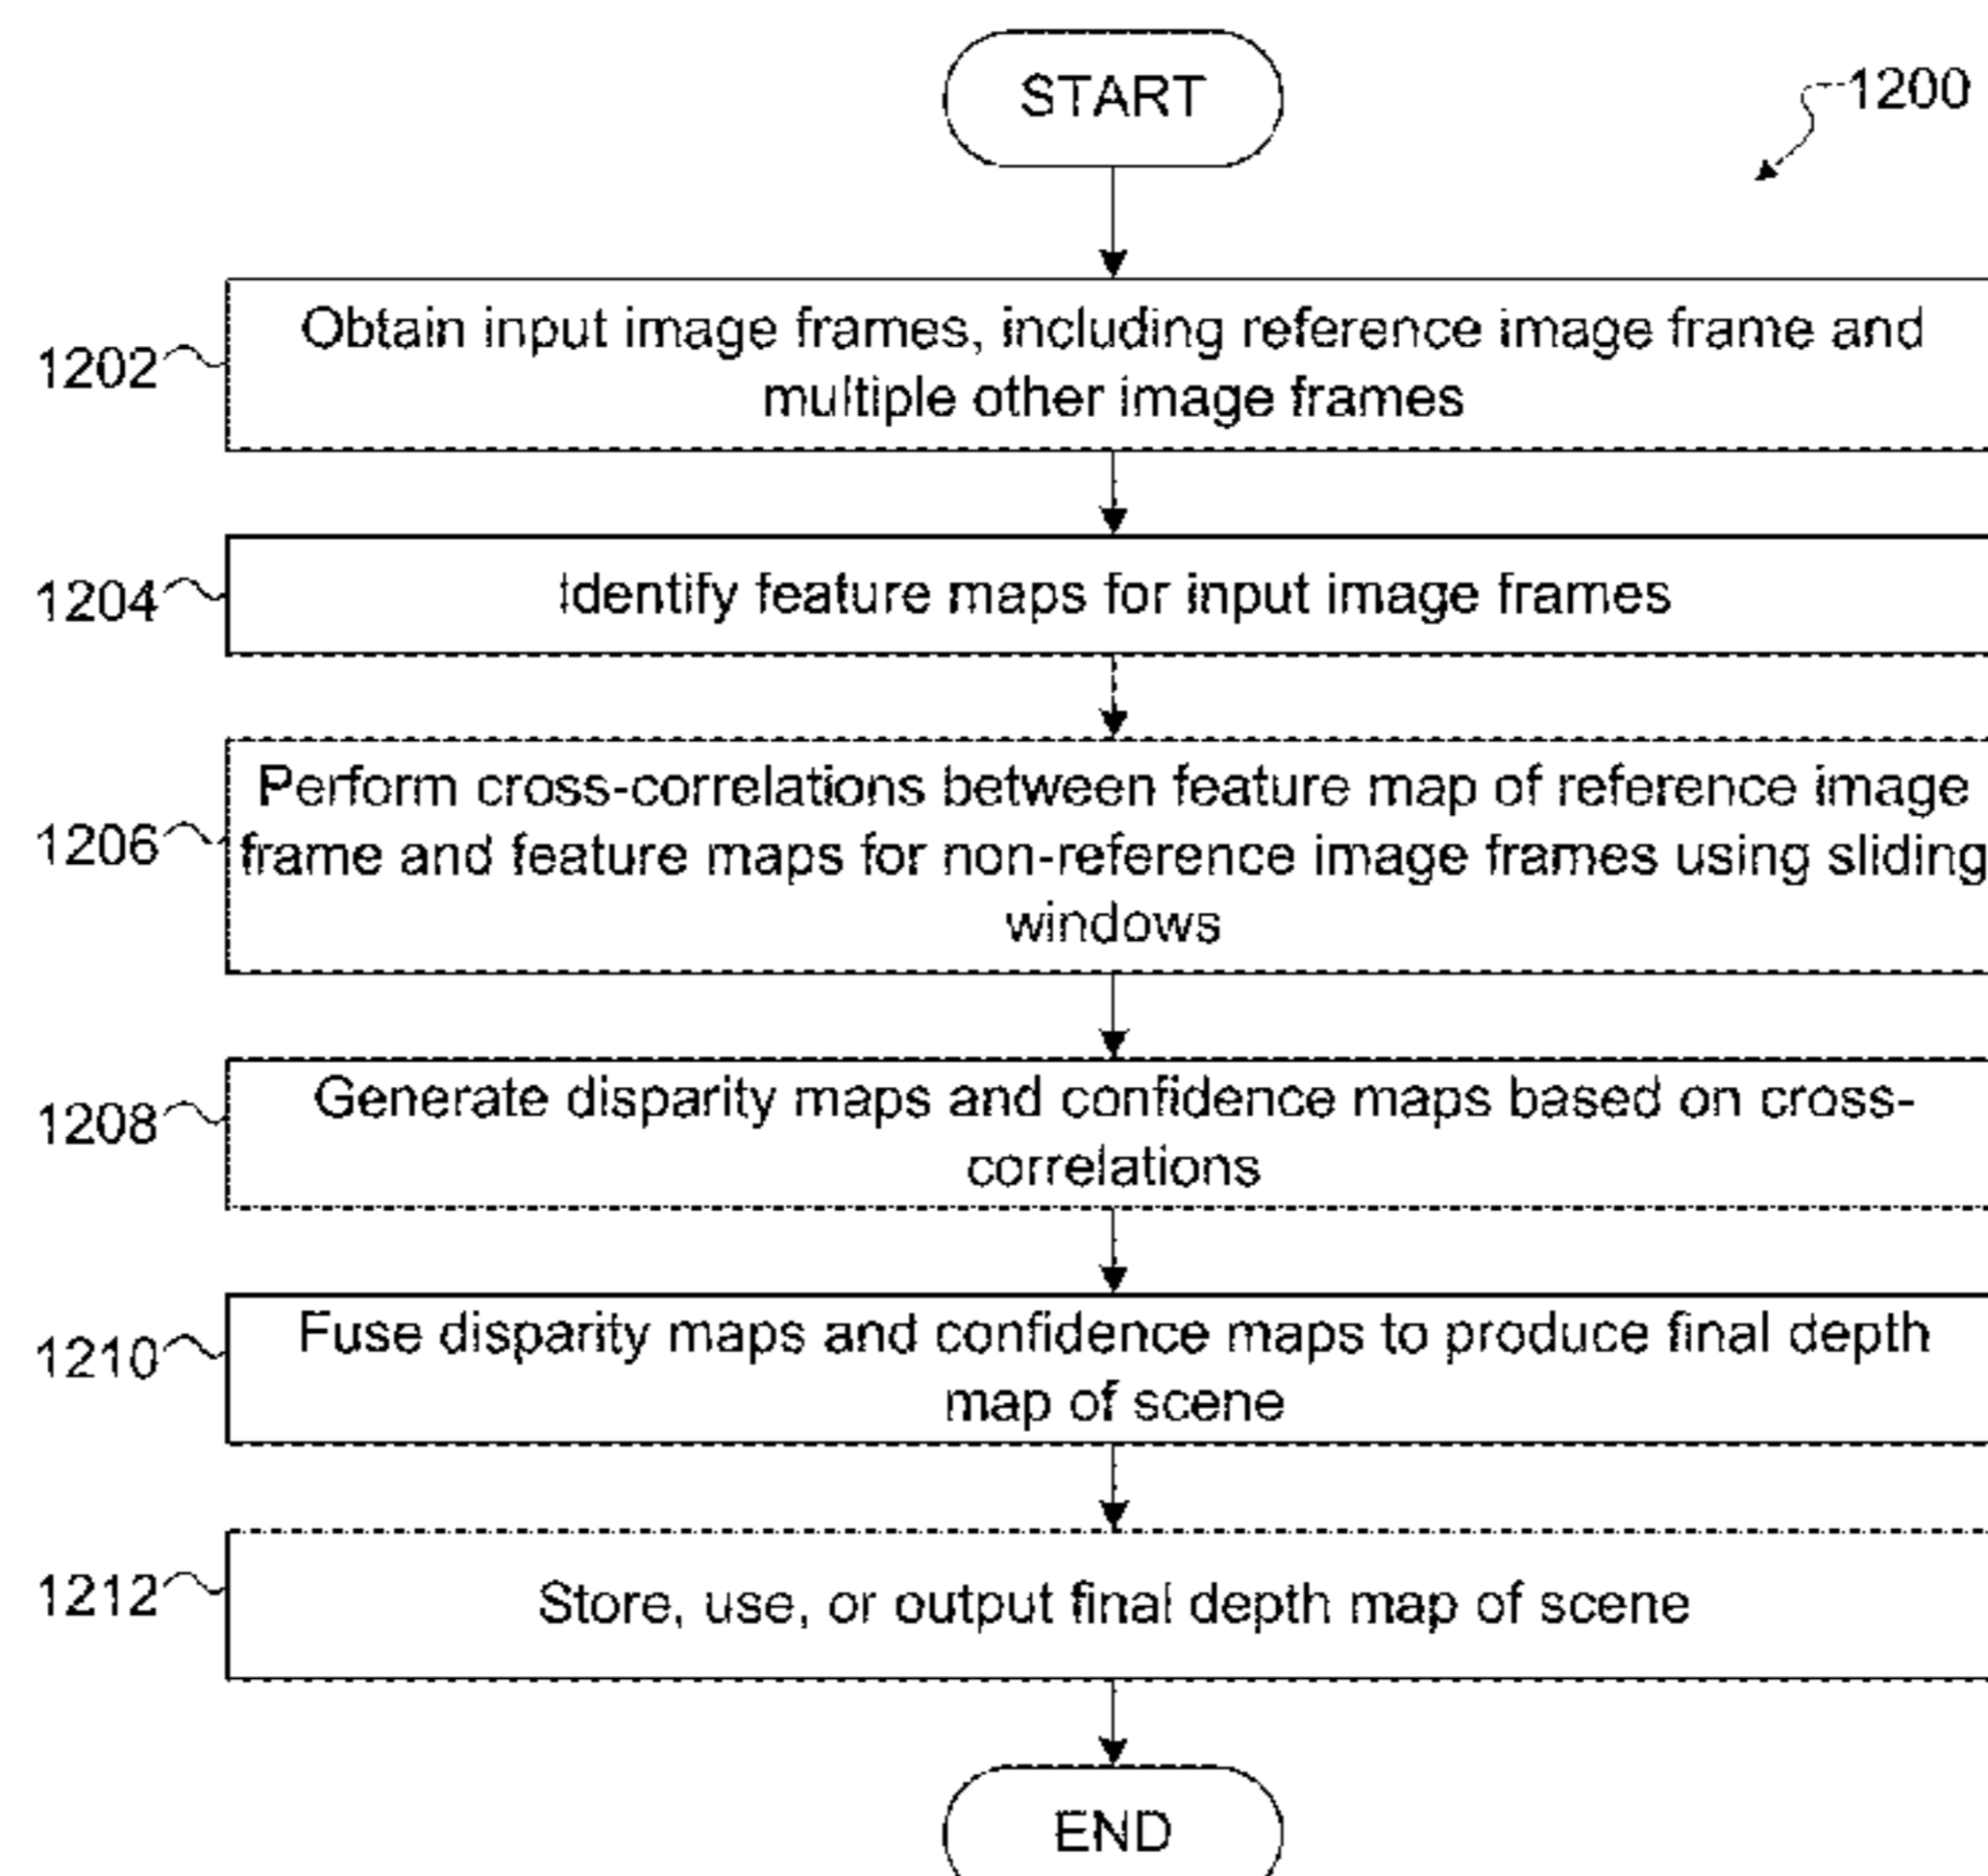 START
1200
1202
Obtain input image frames, including reference image frame and
multiple other image frames
1204
Identify feature maps for input image frames
1206
Perform cross-correlations between feature map of reference image
frame and feature maps for non-reference image frames using sliding
windows
1208
Generate disparity maps and confidence maps based on cross-
correlations
1210
Fuse disparity maps and confidence maps to produce final depth
map of scene
1212
Store, use, or output final depth map of scene
END